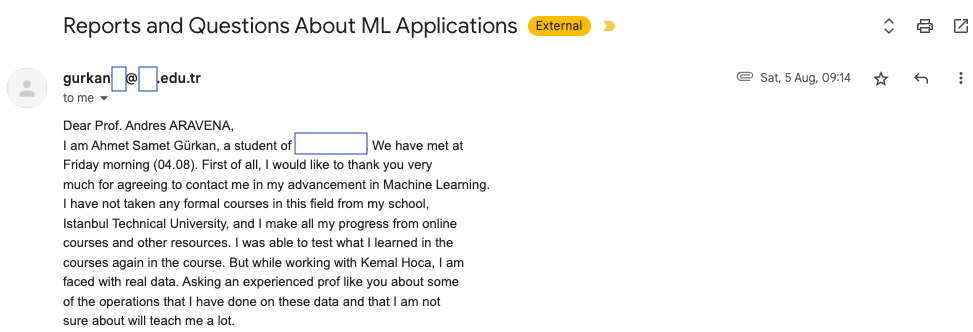 Reports and Questions About ML Applications External
gurkan @ .edu.tr
Sat, 5 Aug, 09:14
to me
Dear Prof. Andres ARAVENA,
I am Ahmet Samet Gürkan, a student of We have met at
Friday morning (04.08). First of all, I would like to thank you very
much for agreeing to contact me in my advancement in Machine Learning.
I have not taken any formal courses in this field from my school,
Istanbul Technical University, and I make all my progress from online
courses and other resources. I was able to test what I learned in the
courses again in the course. But while working with Kemal Hoca, I am
faced with real data. Asking an experienced prof like you about some
of the operations that I have done on these data and that I am not
sure about will teach me a lot.